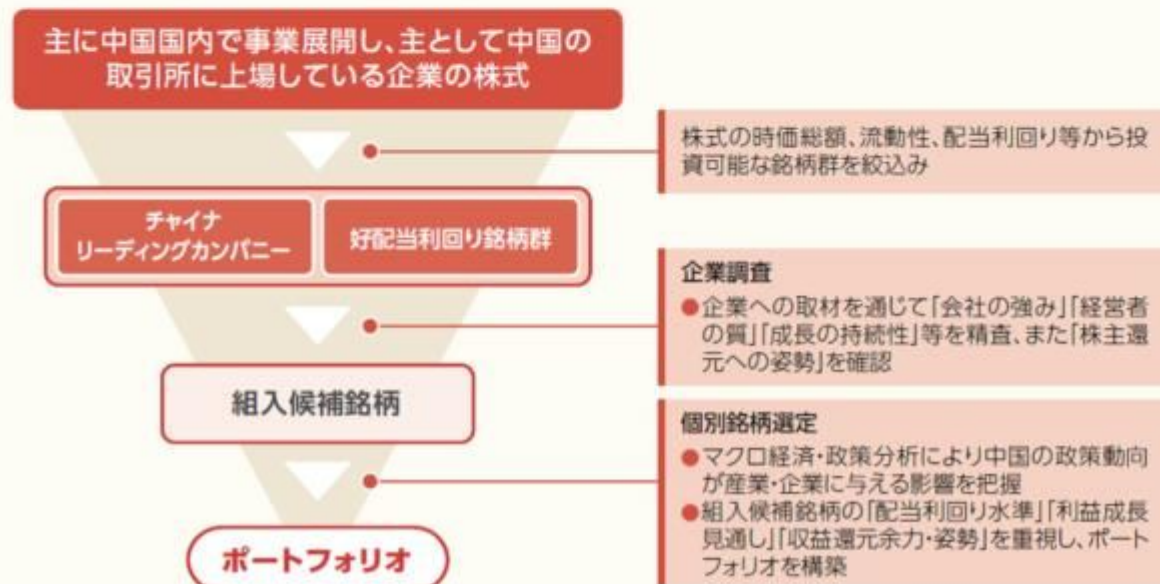 主に中国国内で事業展開し、主として中国の
取引所に上場している企業の株式
株式の時価総額、流動性、配当利回り等から投
資可能な銘柄群を絞込み
チャイナ
リーディングカンパニー
好配当利回り銘柄群
企業調査
●企業への取材を通じて「会社の強み」「経営者
の質」「成長の持続性」等を精査、また「株主還
元への姿勢」を確認
組入候補銘柄
個別銘柄選定
●マクロ経済・政策分析により中国の政策動向
が産業・企業に与える影響を把握
●組入候補銘柄の「配当利回り水準」「利益成長
見通し」「収益還元余力・姿勢」を重視し、ポート
フォリオを構築
ポートフォリオ